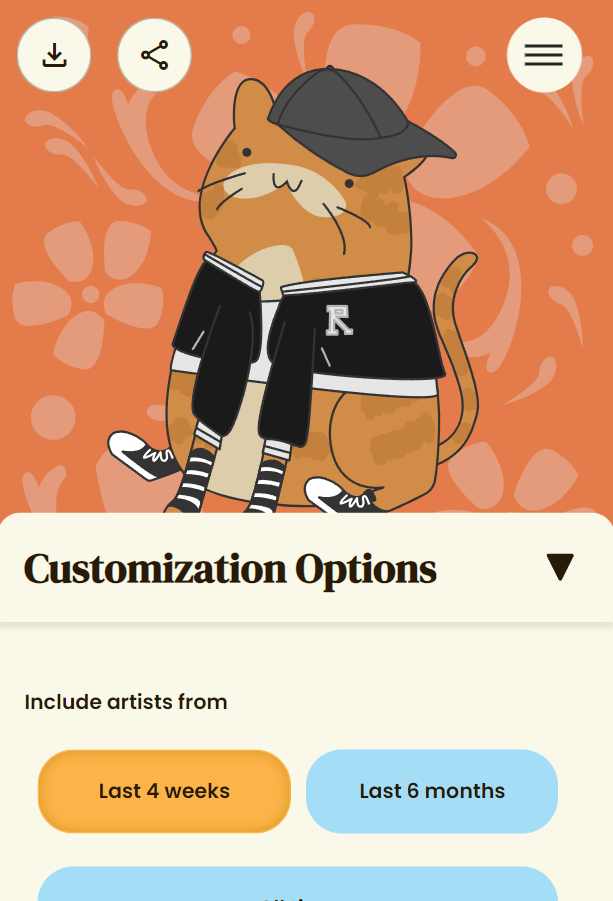 R
Customization Options
Include artists from
Last 4 weeks
Last 6 months